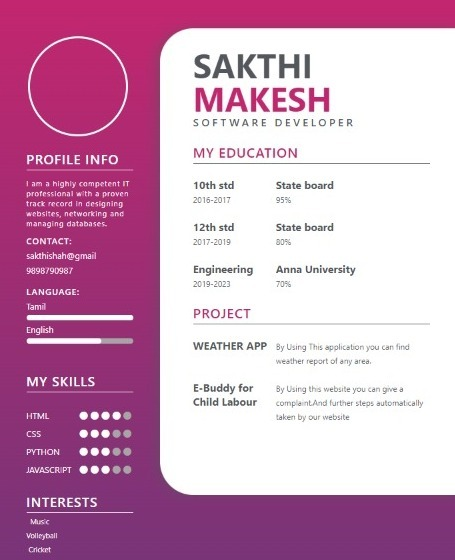 PROFILE INFO
I am a highly competent IT
professional with a proven
track record in designing
websites, networking and
managing databases.
CONTACT:
sakthishah@gmail
9898790987
LANGUAGE:
Tamil
English
MY SKILLS
HTML
CSS
PYTHON
JAVASCRIPT
INTERESTS
Music
Volleyball
Cricket
SAKTHI
MAKESH
SOFTWARE DEVELOPER
MY EDUCATION
10th std State board
2016-2017 95%
12th std State board
2017-2019 80%
Engineering Anna University
2019-2023 70%
PROJECT
WEATHER APP By Using This application you can find
weather report of any area.
E-Buddy for By Using this website you can give a
Child Labour complaint.And further steps automatically
taken by our website